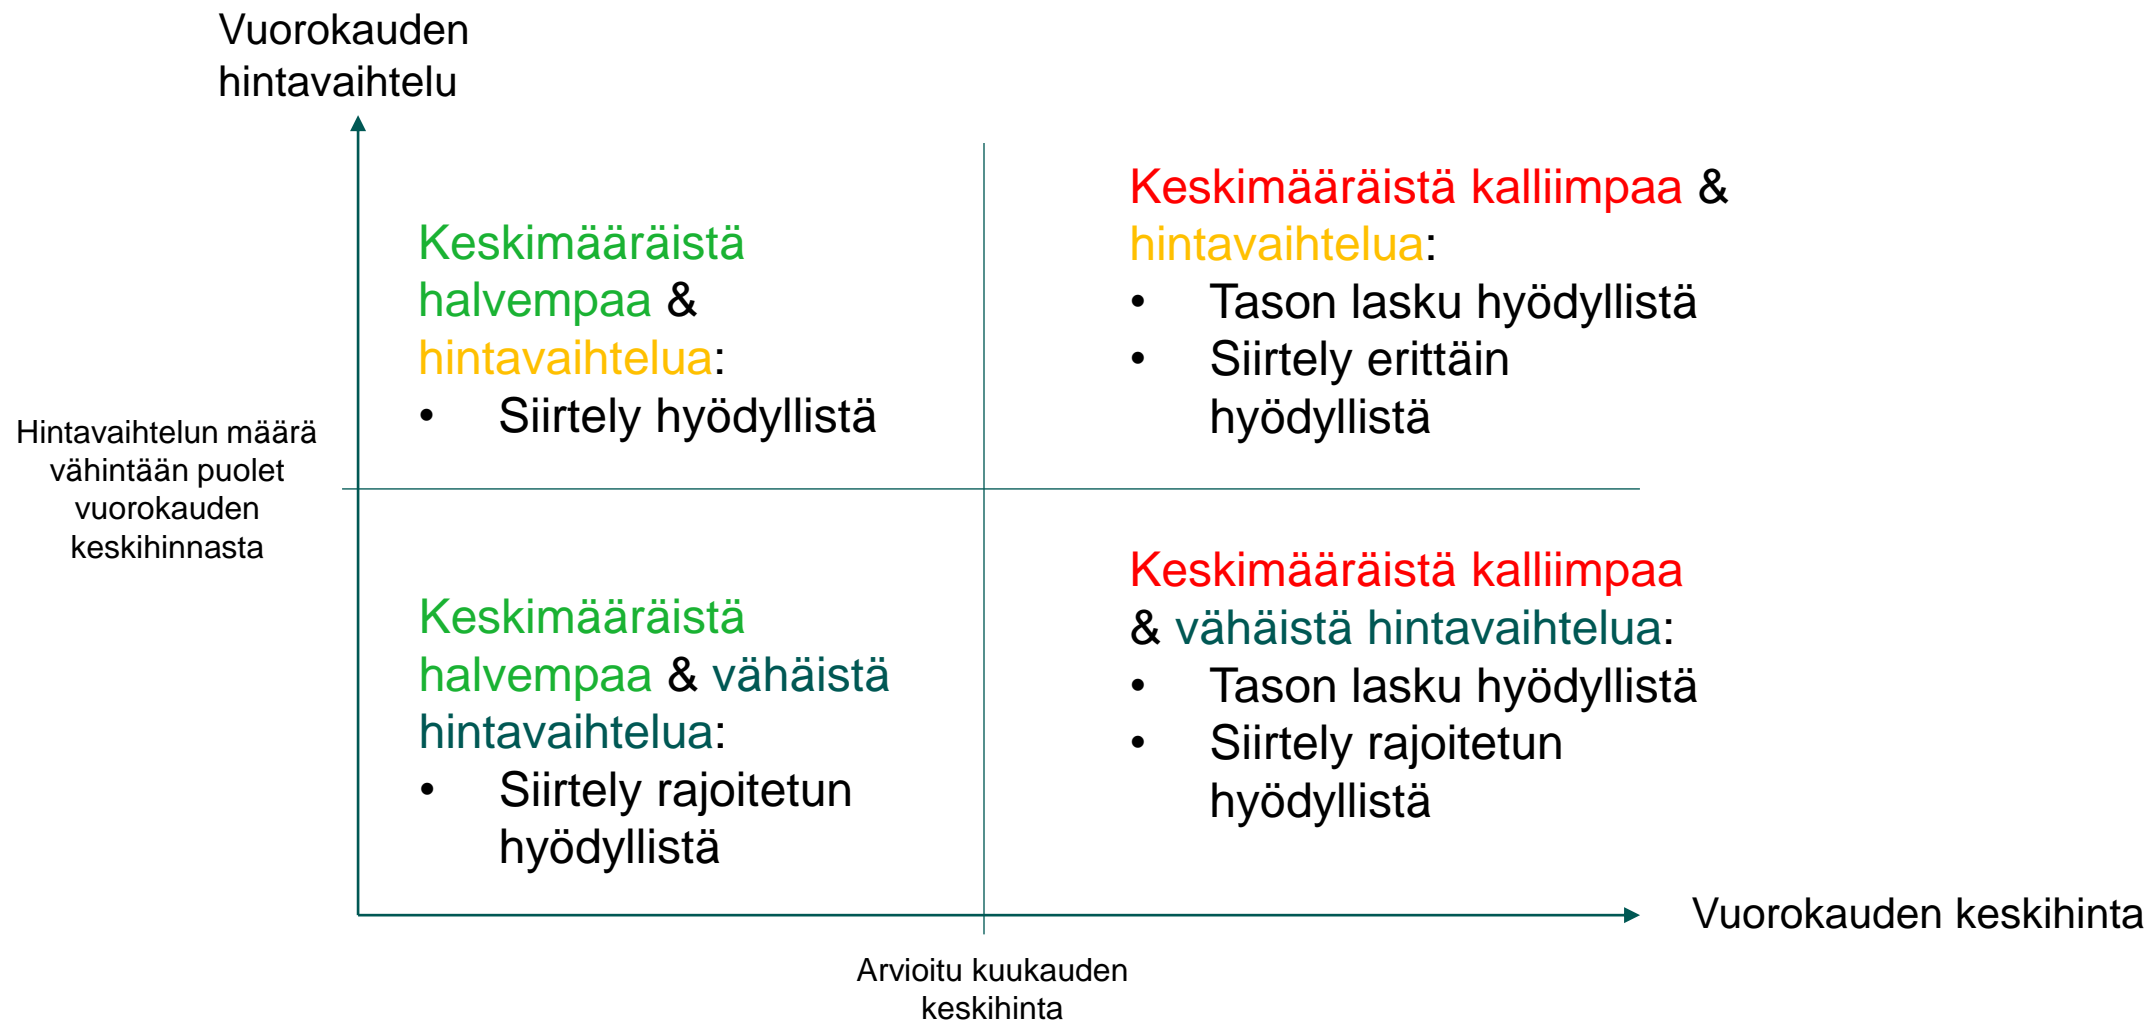 Vuorokauden
hintavaihtelu
Keskimääräistä
halvempaa &
hintavaihtelua:
• Siirtely hyödyllistä
Keskimääräistä kalliimpaa &
hintavaihtelua:
• Tason lasku hyödyllistä
• Siirtely erittäin
hyödyllistä
Hintavaihtelun määrä
vähintään puolet
vuorokauden
keskihinnasta
Keskimääräistä
halvempaa & vähäistä
hintavaihtelua:
• Siirtely rajoitetun
hyödyllistä
Keskimääräistä kalliimpaa
& vähäistä hintavaihtelua:
• Tason lasku hyödyllistä
• Siirtely rajoitetun
hyödyllistä
Vuorokauden keskihinta
Arvioitu kuukauden
keskihinta